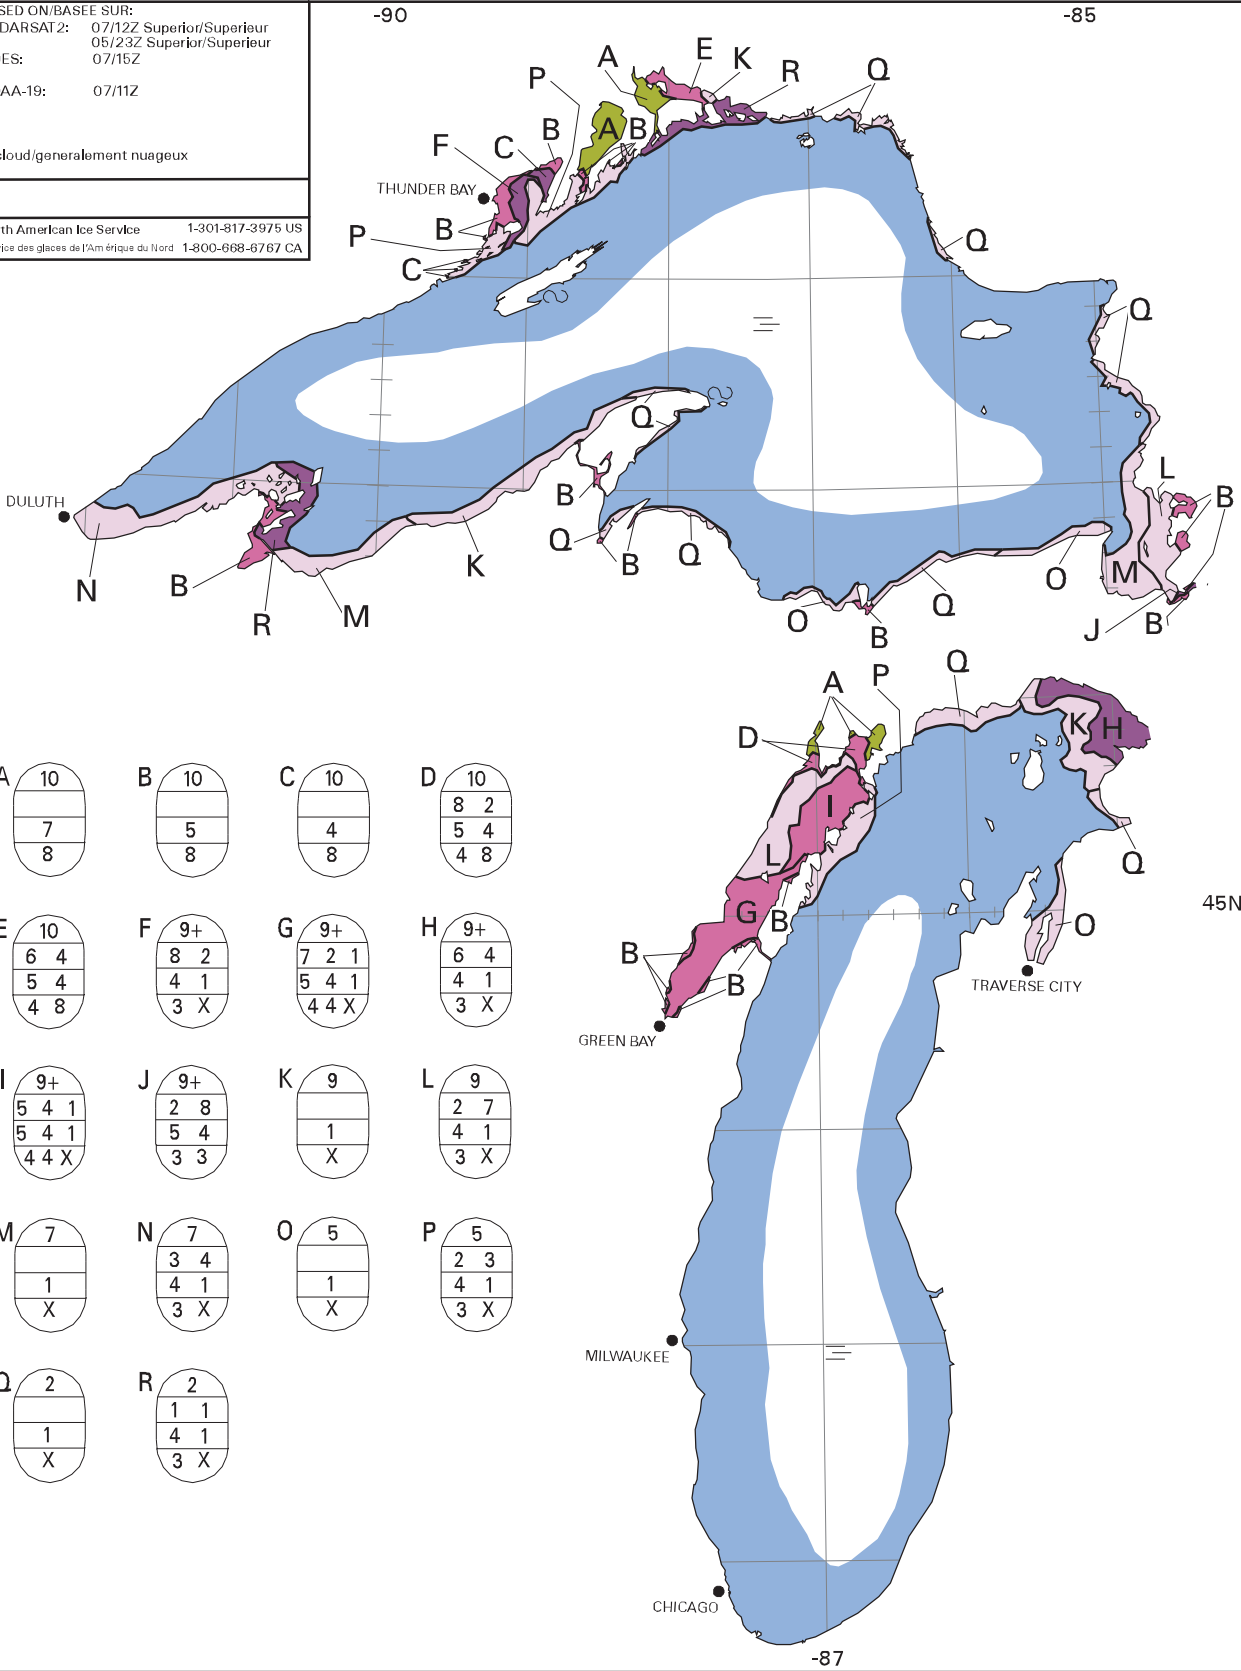 SED ON/BASEE SUR:
DARSAT2: 07/12Z Superior/Superieur
05/23Z Superior/Superieur
ES: 07/15Z
AA-19: 07/11Z
cloud/generalement nuageux
rth American Ice Service 1-301-817-3975 US
vice des glaces de l'Amérique du Nord 1-800-668-6767 CA
-90
-85
A
E
K
R
Q
P
B
A
B
C
F
THUNDER BAY
B
P
C
Q
Q
Q
DULUTH
N
B
R
M
K
B
Q
B
Q
L
B
O
M
O
B
Q
J
B
A
P
Q
D
K
H
I
L
G
B
Q
45N
O
B
B
TRAVERSE CITY
GREEN BAY
MILWAUKEE
CHICAGO
-87
A 10
7
8
B 10
5
8
C 10
4
8
D 10
8 2
5 4
4 8
E 10
6 4
5 4
4 8
F 9+
8 2
4 1
3 X
G 9+
7 2 1
5 4 1
4 4 X
H 9+
6 4
4 1
3 X
I 9+
5 4 1
5 4 1
4 4 X
J 9+
2 8
5 4
3 3
K 9
1
X
L 9
2 7
4 1
3 X
M 7
1
X
N 7
3 4
4 1
3 X
O 5
1
X
P 5
2 3
4 1
3 X
Q 2
1
X
R 2
1 1
4 1
3 X